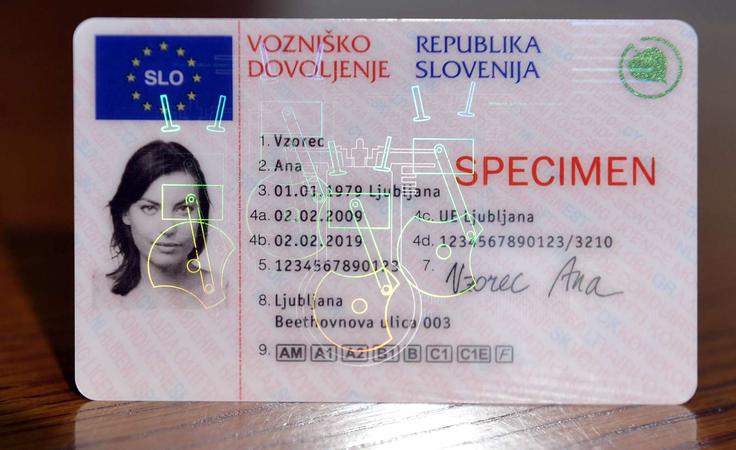 SLO
VOZNIŠKO
DOVOLJENJE
REPUBLIKA
SLOVENIJA
SPECIMEN
1. Vzorec
2. Ana
3. 01.01.1979 Ljubljana
4a. 02.02.2009 4c. UE Ljubljana
4b. 02.02.2019 4d. 1234567890123/3210
5. 1234567890123 7. Vzorec Ana
8. Ljubljana
Beethovnova ulica 003
9. AM A1 A2 B1 B C1 C1E F